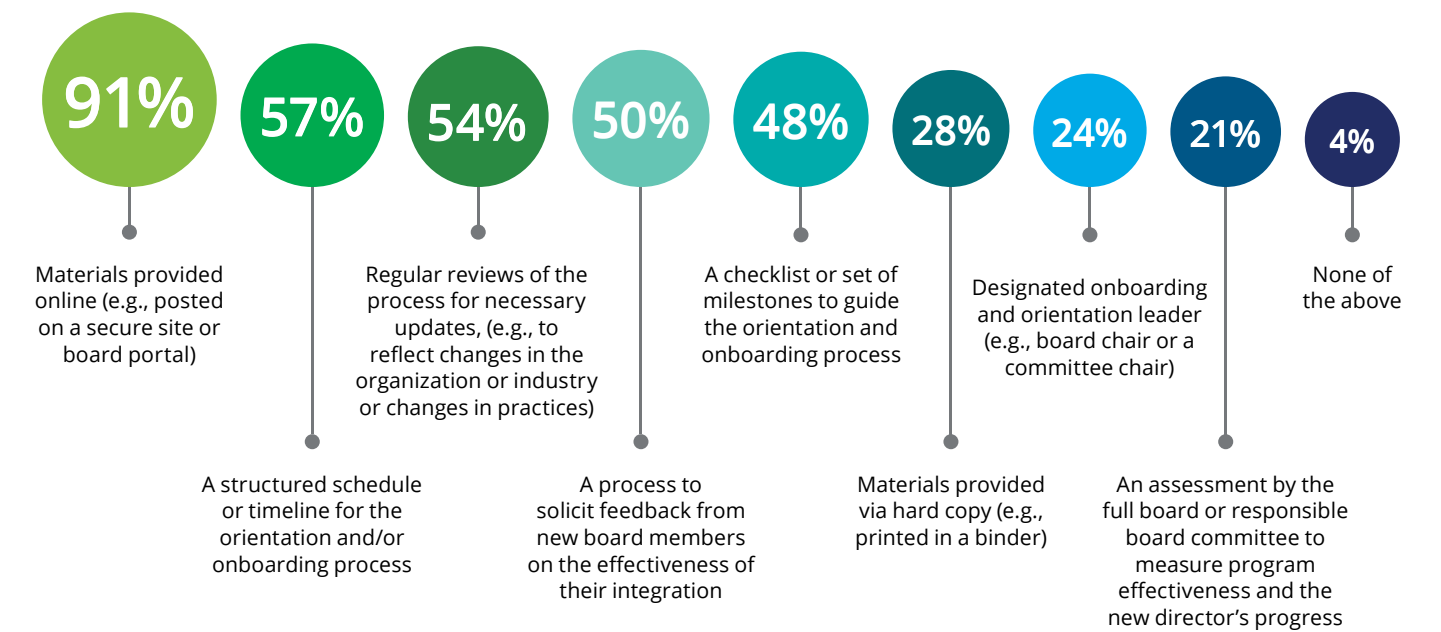 91%
57%
54%
50%
48%
28%
24%
21%
4%
Materials provided
online (e.g., posted
on a secure site or
board portal)
Regular reviews of the
process for necessary
updates, (e.g., to
reflect changes in the
organization or industry
or changes in practices)
A checklist or set of
milestones to guide
the orientation and
onboarding process
Designated onboarding
and orientation leader
(e.g., board chair or a
committee chair)
None of
the above
A structured schedule
or timeline for the
orientation and/or
onboarding process
A process to
solicit feedback from
new board members
on the effectiveness of
their integration
Materials provided
via hard copy (e.g.,
printed in a binder)
An assessment by the
full board or responsible
board committee to
measure program
effectiveness and the
new director’s progress